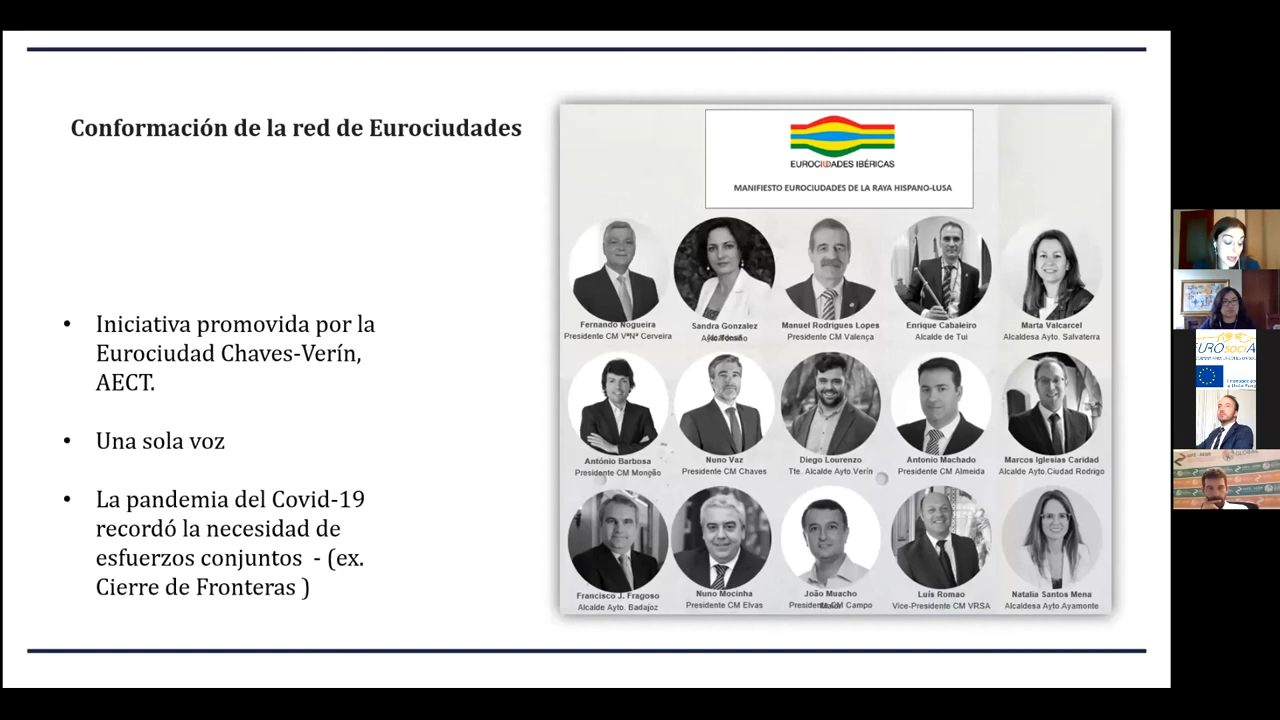 Conformación de la red de Eurociudades
Iniciativa promovida por la
Eurociudad Chaves-Verín,
AECT.
Una sola voz
La pandemia del Covid-19
recordó la necesidad de
esfuerzos conjuntos - (ex.
Cierre de Fronteras )
EUROCIUDADES IBÉRICAS
MANIFIESTO EUROCIUDADES DE LA RAYA HISPANO-LUSA
Fernando Nogueira
Presidente CM VªNª Cerveira
Sandra Gonzalez
Manuel Rodrigues Lopes
Presidente CM Valença
Enrique Cabaleiro
Alcalde de Tui
Marta Valcarcel
Alcaldesa Ayto. Salvaterra
António Barbosa
Presidente CM Monção
Nuno Vaz
Presidente CM Chaves
Diego Lourenzo
Tte. Alcalde Ayto.Verín
Antonio Machado
Presidente CM Almeida
Marcos Iglesias Caridad
Alcalde Ayto.Ciudad Rodrigo
Francisco J. Fragoso
Alcalde Ayto. Badajoz
Nuno Mocinha
Presidente CM Elvas
João Muacho
Presidente CM Campo
Luís Romao
Vice-Presidente CM VRSA
Natalia Santos Mena
Alcaldesa Ayto.Ayamonte